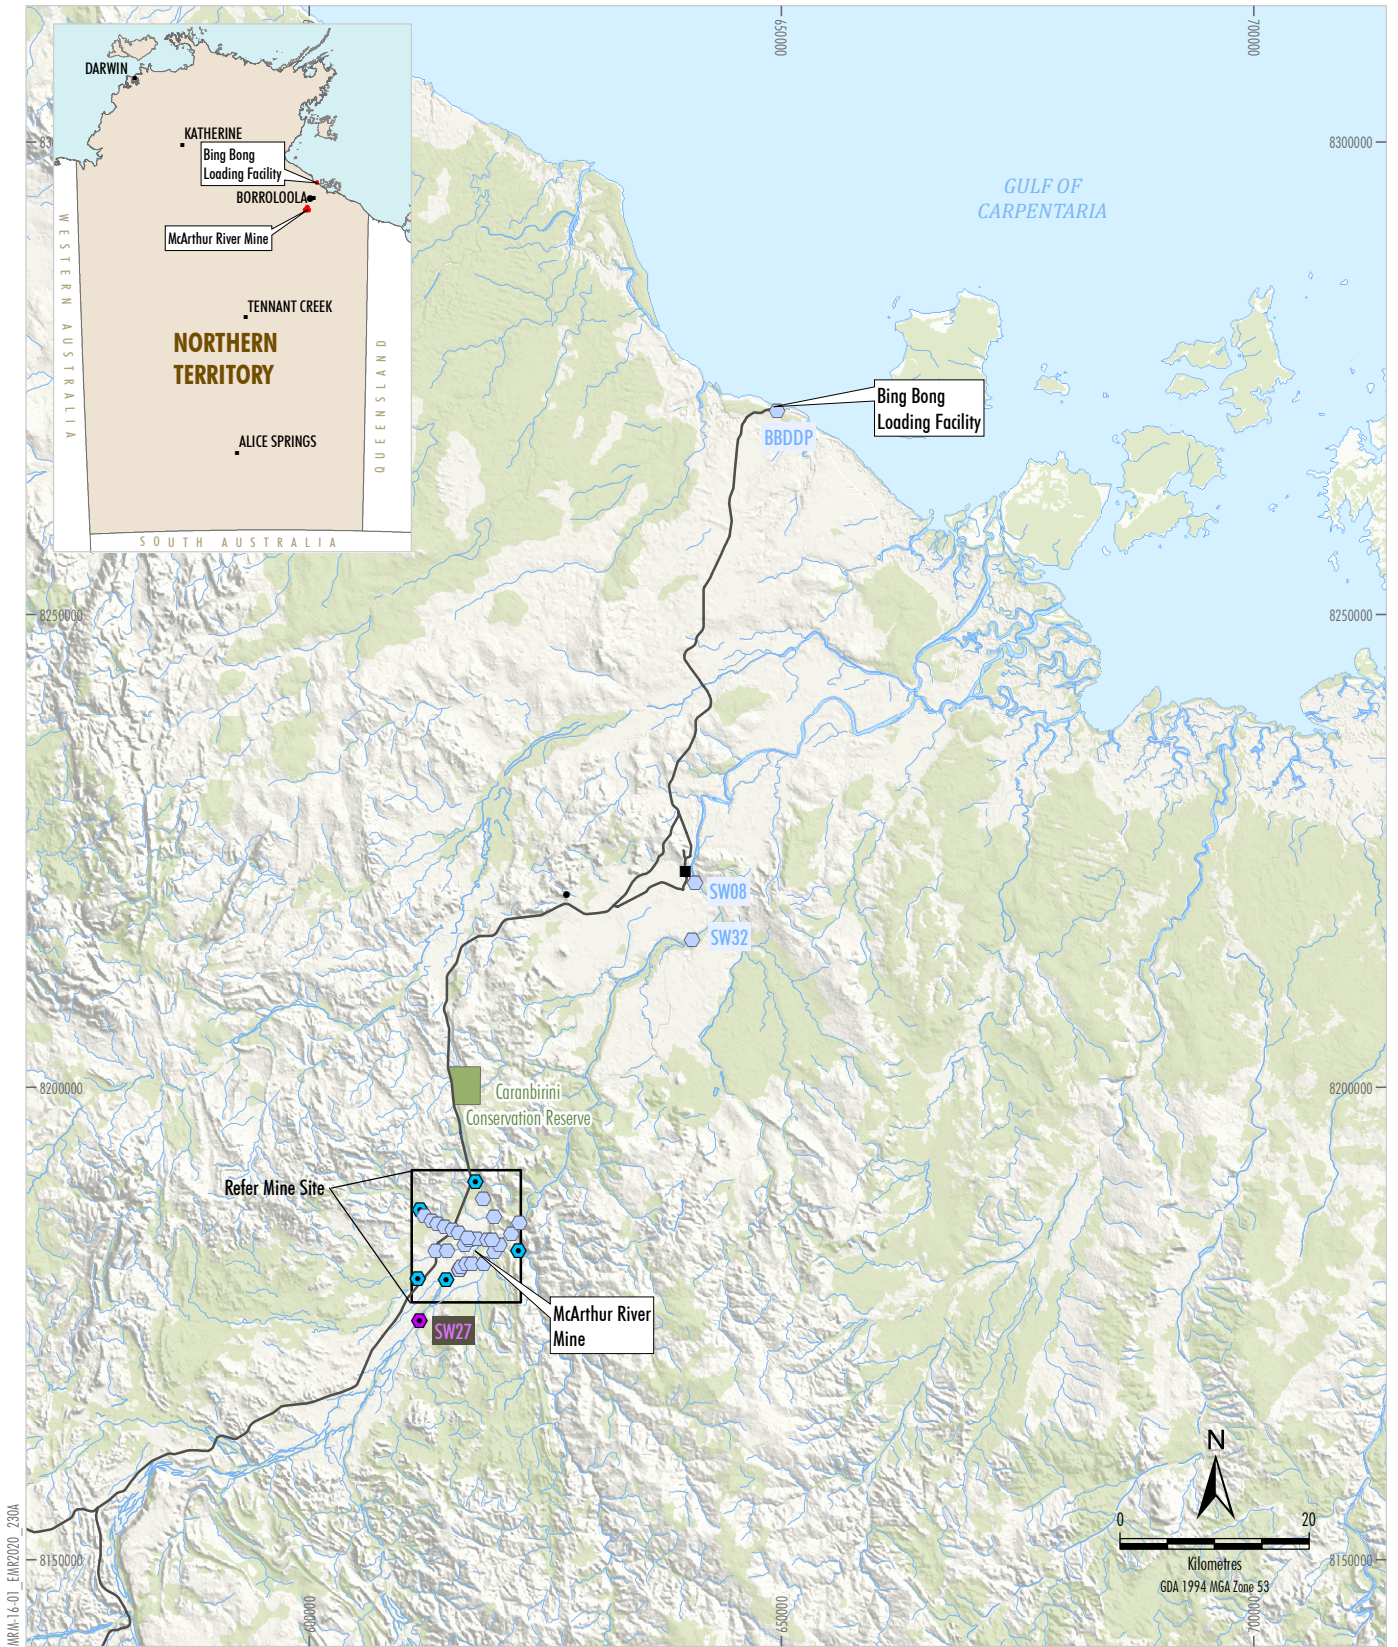 650000
700000
DARWIN
KATHERINE
Bing Bong
Loading Facility
BORROLOOLA
McArthur River Mine
WESTERN AUSTRALIA
TENNANT CREEK
NORTHERN
TERRITORY
QUEENSLAND
ALICE SPRINGS
SOUTH AUSTRALIA
8300000
GULF OF
CARPENTARIA
Bing Bong
Loading Facility
BBDDP
8250000
8250000
SW08
SW32
8200000
8200000
Caranbirini
Conservation Reserve
Refer Mine Site
McArthur River
Mine
SW27
N
0
20
Kilometres
GDA 1994 MGA Zone 53
8150000
8150000
600000
650000
700000
MRM-16-01_EMR2020_230A